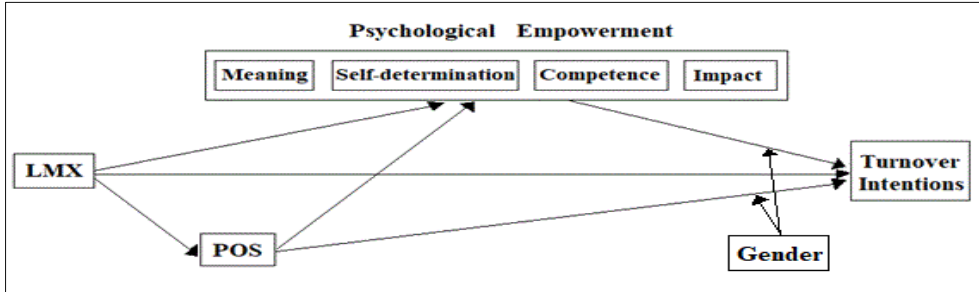 Psychological Empowerment
Meaning
Self-determination
Competence
Impact
LMX
Turnover
Intentions
POS
Gender